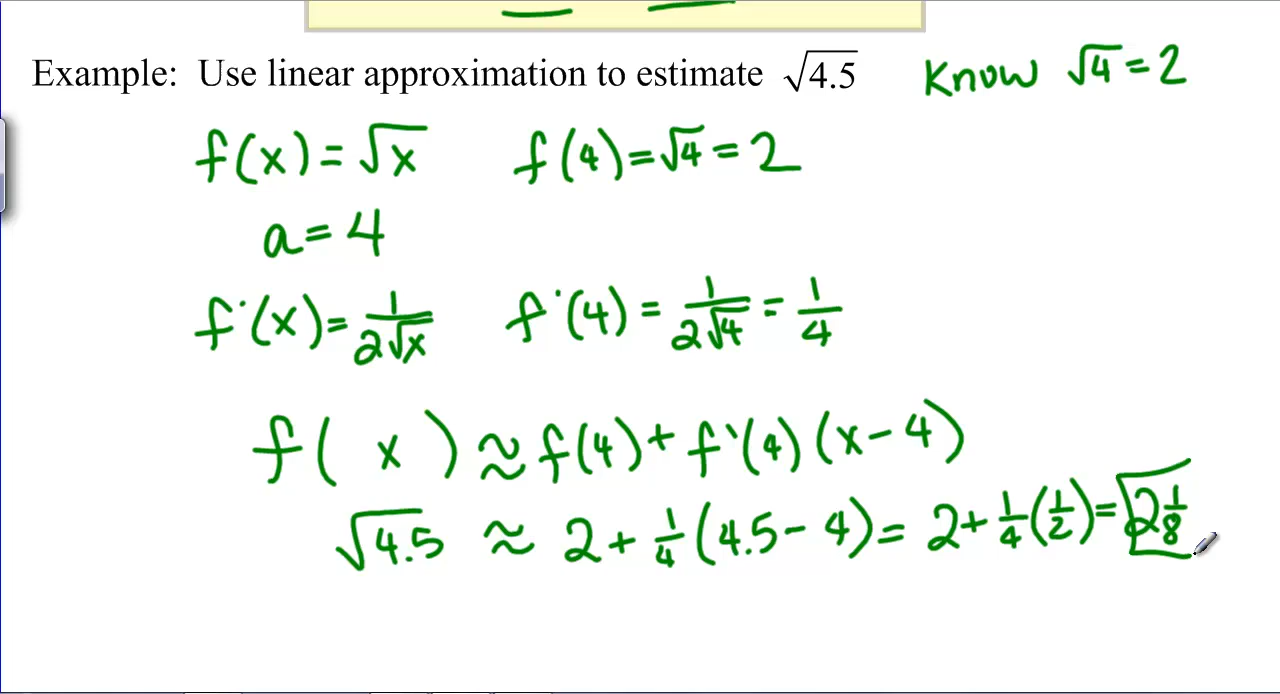 Example: Use linear approximation to estimate √4.5 Know √4 = 2
f(x) = √x f(4) = √4 = 2
a = 4
f'(x) = 1/(2√x) f'(4) = 1/(2√4) = 1/4
f( x ) ≈ f(4) + f'(4) (x - 4)
√4.5 ≈ 2 + 1/4 (4.5 - 4) = 2 + 1/4 (1/2) = 2 1/8